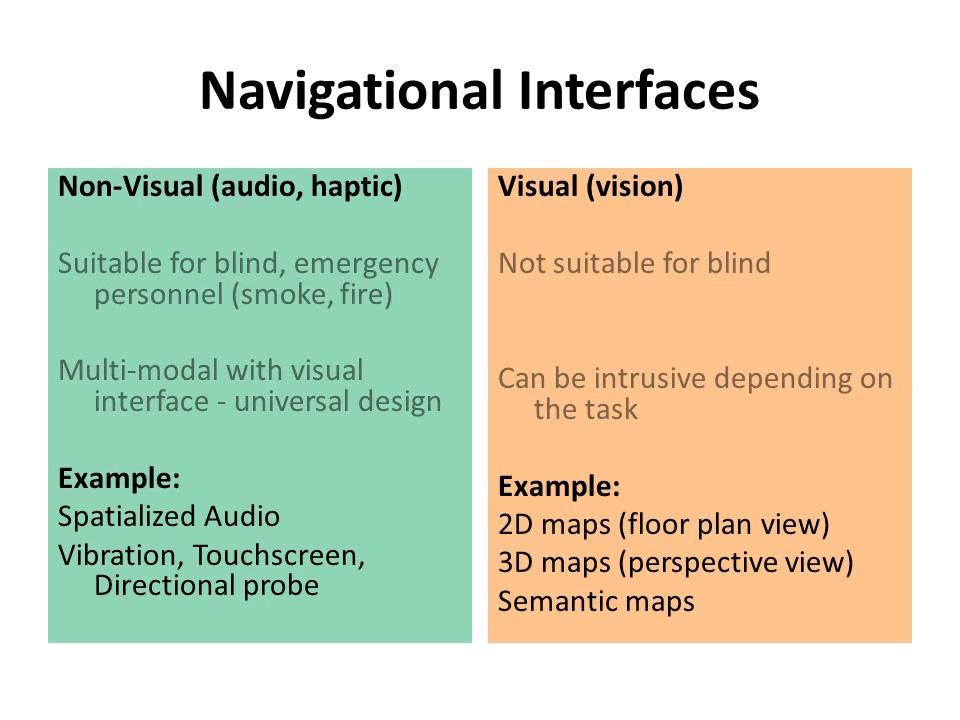 Navigational Interfaces
Non-Visual (audio, haptic)
Suitable for blind, emergency
personnel (smoke, fire)
Multi-modal with visual
interface - universal design
Example:
Spatialized Audio
Vibration, Touchscreen,
Directional probe
Visual (vision)
Not suitable for blind
Can be intrusive depending on
the task
Example:
2D maps (floor plan view)
3D maps (perspective view)
Semantic maps